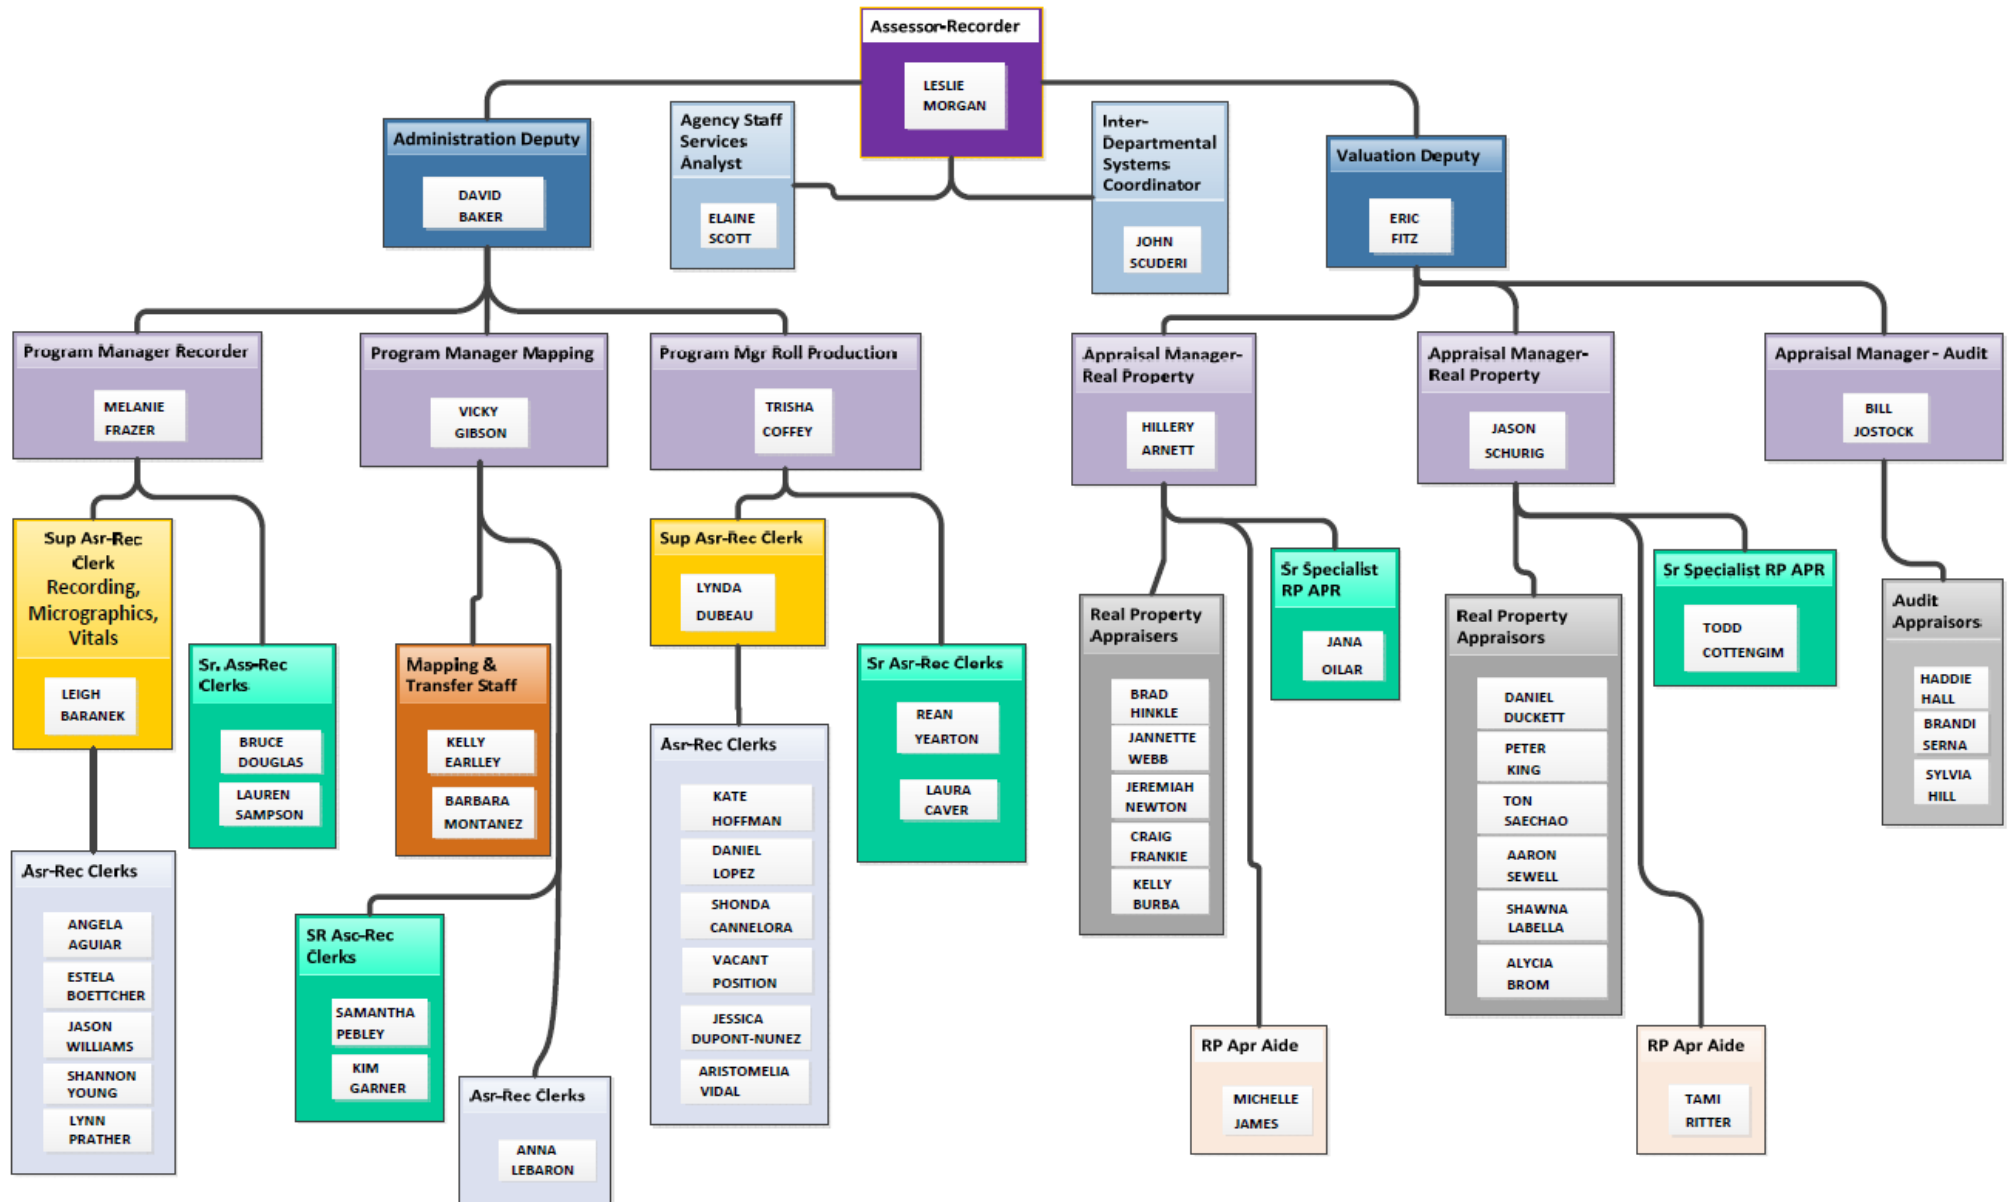 Assessor-Recorder
LESLIE
MORGAN
Administration Deputy
DAVID
BAKER
Agency Staff
Services
Analyst
ELAINE
SCOTT
Inter-
Departmental
Systems
Coordinator
JOHN
SCUDERI
Valuation Deputy
ERIC
FITZ
Program Manager Recorder
MELANIE
FRAZER
Program Manager Mapping
VICKY
GIBSON
Program Mgr Roll Production
TRISHA
COFFEY
Appraisal Manager-
Real Property
HILLERY
ARNETT
Appraisal Manager-
Real Property
JASON
SCHURIG
Appraisal Manager - Audit
BILL
JOSTOCK
Sup Asr-Rec
Clerk
Recording,
Micrographics,
Vitals
LEIGH
BARANEK
Sr. Ass-Rec
Clerks
BRUCE
DOUGLAS
LAUREN
SAMPSON
Asr-Rec Clerks
ANGELA
AGUIAR
ESTELA
BOETTCHER
JASON
WILLIAMS
SHANNON
YOUNG
LYNN
PRATHER
Mapping &
Transfer Staff
KELLY
EARLLEY
BARBARA
MONTANEZ
SR Asc-Rec
Clerks
SAMANTHA
PEBLEY
KIM
GARNER
Asr-Rec Clerks
ANNA
LEBARON
Sup Asr-Rec Clerk
LYNDA
DUBEAU
Asr-Rec Clerks
KATE
HOFFMAN
DANIEL
LOPEZ
SHONDA
CANNELORA
VACANT
POSITION
JESSICA
DUPONT-NUNEZ
ARISTOMELIA
VIDAL
Sr Asr-Rec Clerks
REAN
YEARTON
LAURA
CAVER
Real Property
Appraisers
BRAD
HINKLE
JANNETTE
WEBB
JEREMIAH
NEWTON
CRAIG
FRANKIE
KELLY
BURBA
Sr Specialist
RP APR
JANA
OILAR
RP Apr Aide
MICHELLE
JAMES
Real Property
Appraisors
DANIEL
DUCKETT
PETER
KING
TON
SAECHAO
AARON
SEWELL
SHAWNA
LABELLA
ALYCIA
BROM
Sr Specialist RP APR
TODD
COTTENGIM
RP Apr Aide
TAMI
RITTER
Audit
Appraisors
HADDIE
HALL
BRANDI
SERNA
SYLVIA
HILL